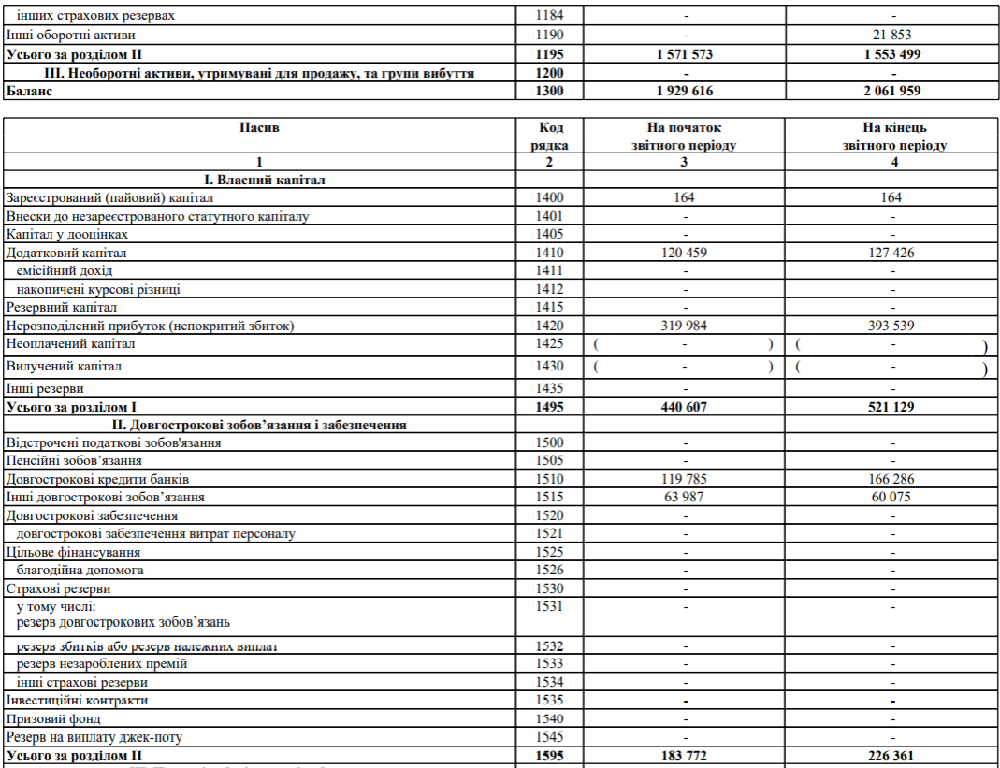 інших страхових резервах 1184 - -
Інші оборотні активи 1190 - 21 853
Усього за розділом II 1195 1 571 573 1 553 499
III. Необоротні активи, утримувані для продажу, та групи вибуття 1200 - -
Баланс 1300 1 929 616 2 061 959
Пасив Код рядка На початок звітного періоду На кінець звітного періоду
1 2 3 4
I. Власний капітал
Зареєстрований (пайовий) капітал 1400 164 164
Внески до незареєстрованого статутного капіталу 1401 - -
Капітал у дооцінках 1405 - -
Додатковий капітал 1410 120 459 127 426
емісійний дохід 1411 - -
накопичені курсові різниці 1412 - -
Резервний капітал 1415 - -
Нерозподілений прибуток (непокритий збиток) 1420 319 984 393 539
Неоплачений капітал 1425 ( - ) ( - )
Вилучений капітал 1430 ( - ) ( - )
Інші резерви 1435 - -
Усього за розділом I 1495 440 607 521 129
II. Довгострокові зобов’язання і забезпечення
Відстрочені податкові зобов'язання 1500 - -
Пенсійні зобов’язання 1505 - -
Довгострокові кредити банків 1510 119 785 166 286
Інші довгострокові зобов’язання 1515 63 987 60 075
Довгострокові забезпечення 1520 - -
довгострокові забезпечення витрат персоналу 1521 - -
Цільове фінансування 1525 - -
благодійна допомога 1526 - -
Страхові резерви 1530 - -
у тому числі: 1531 - -
резерв довгострокових зобов’язань
резерв збитків або резерв належних виплат 1532 - -
резерв незароблених премій 1533 - -
інші страхові резерви 1534 - -
Інвестиційні контракти 1535 - -
Призовий фонд 1540 - -
Резерв на виплату джек-поту 1545 - -
Усього за розділом II 1595 183 772 226 361